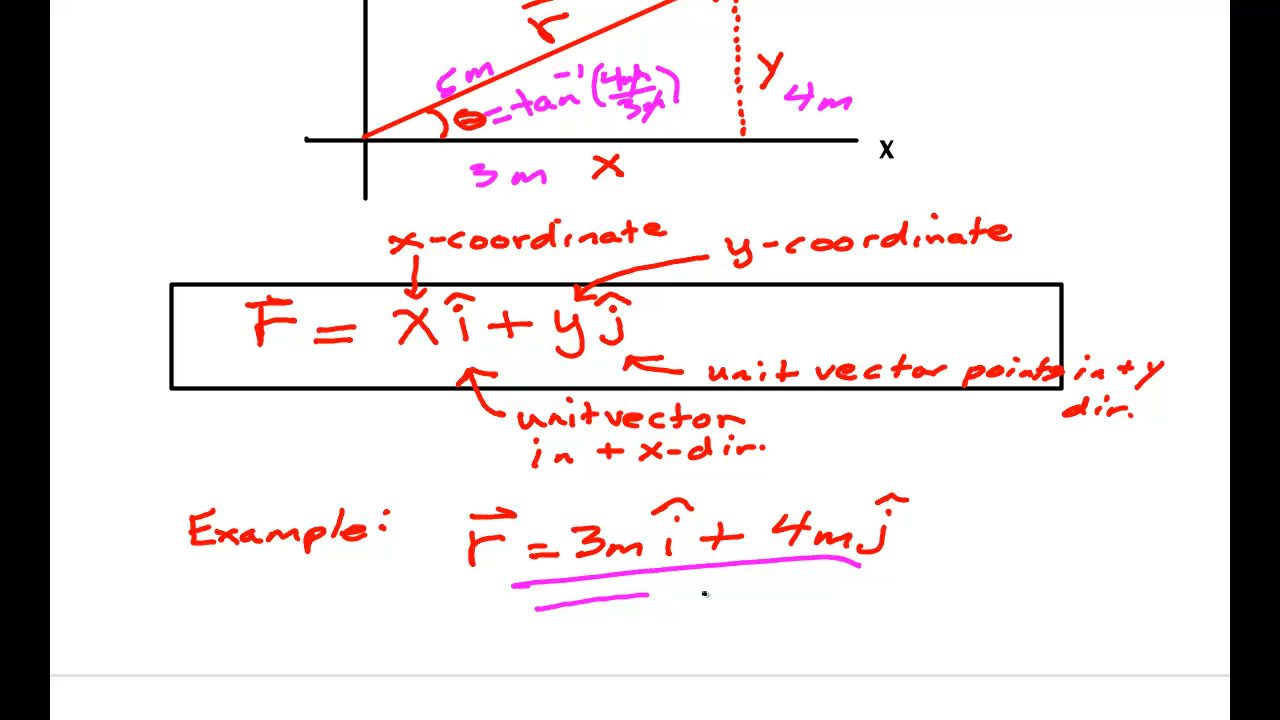 r⃗
5 m
θ = tan⁻¹ (4m/3m)
y 4m
x
3 m x
x-coordinate
y-coordinate
r⃗ = x î + y ĵ
unit vector points in + y
dir.
unit vector
in + x-dir.
Example: r⃗ = 3m î + 4m ĵ